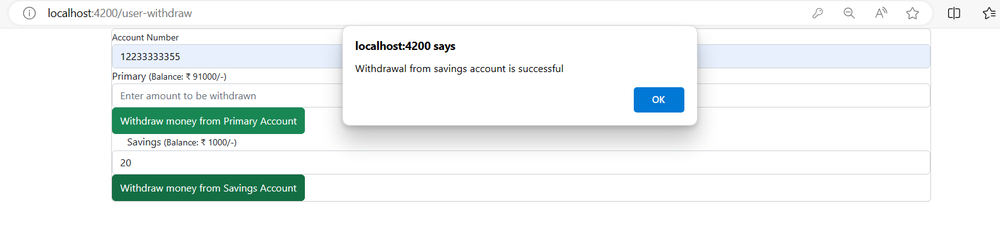 localhost:4200/user-withdraw
Account Number
12233333355
Primary (Balance: ₹ 91000/-)
Enter amount to be withdrawn
Withdraw money from Primary Account
Savings (Balance: ₹ 1000/-)
20
Withdraw money from Savings Account
localhost:4200 says
Withdrawal from savings account is successful
OK